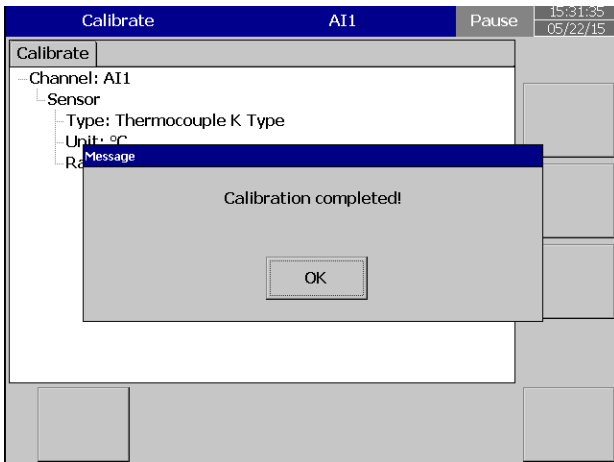 Calibrate AI1 Pause 15:31:35
05/22/15
Calibrate
Channel: AI1
Sensor
Type: Thermocouple K Type
Unit: °C
Message
Calibration completed!
OK